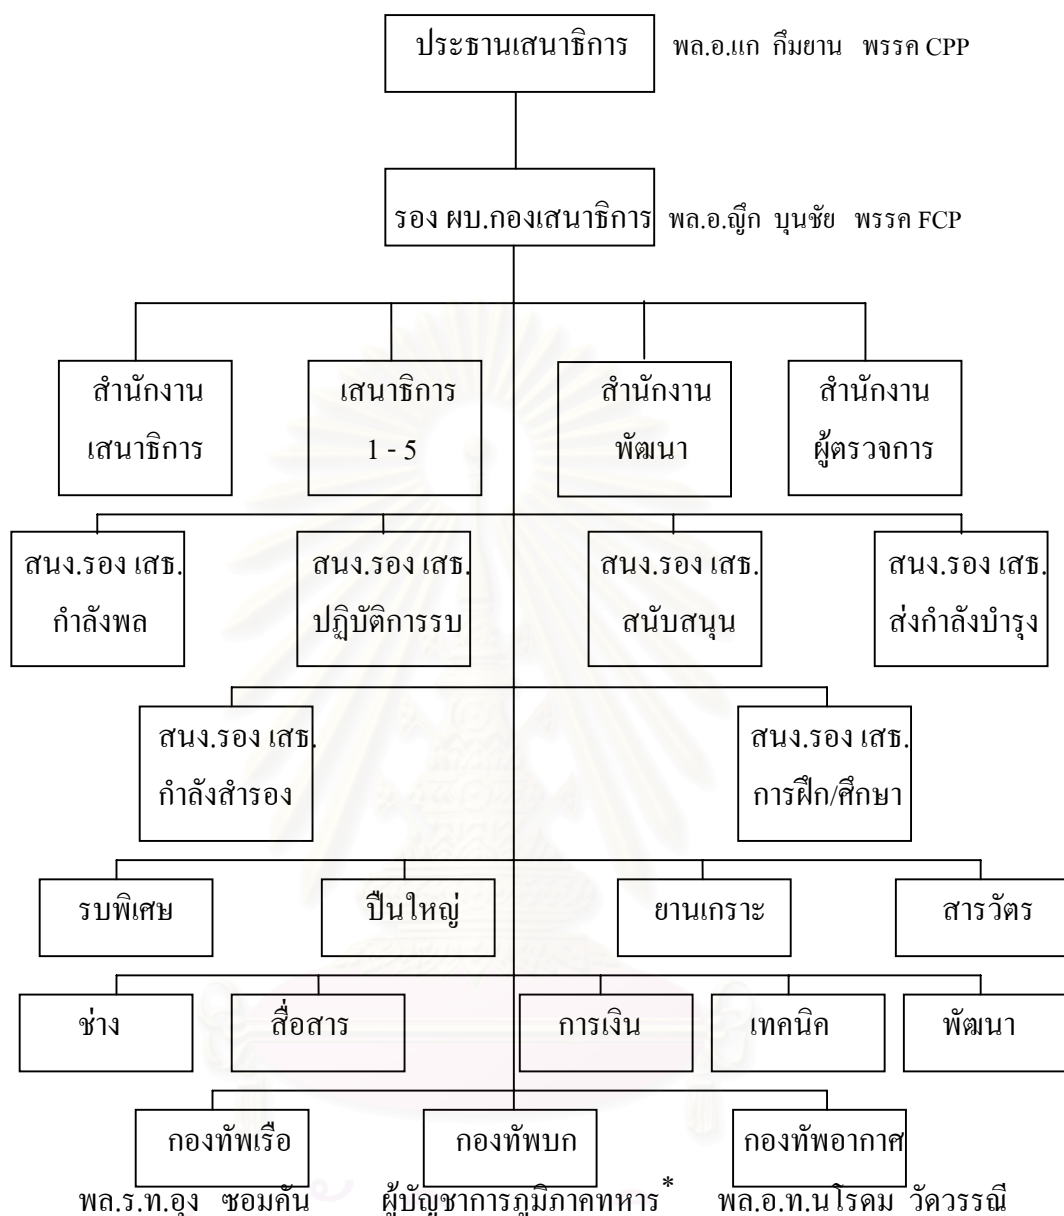 ประธานเสนาธิการ พล.อ.แก กึมยาน พรรค CPP
รอง ผบ.กองเสนาธิการ พล.อ.ญึก บุนชัย พรรค FCP
สำนักงาน เสนาธิการ สำนักงาน สำนักงาน
เสนาธิการ 1 - 5 พัฒนา ผู้ตรวจการ
สนง.รอง เสธ. สนง.รอง เสธ. สนง.รอง เสธ. สนง.รอง เสธ.
กำลังพล ปฏิบัติการรบ สนับสนุน ส่งกำลังบำรุง
สนง.รอง เสธ. สนง.รอง เสธ.
กำลังสำรอง การฝึก/ศึกษา
รบพิเศษ ปืนใหญ่ ยานเกราะ สารวัตร
ช่าง สื่อสาร การเงิน เทคนิค พัฒนา
กองทัพเรือ กองทัพบก กองทัพอากาศ
พล.ร.ท.อุง ซอมคัน ผู้บัญชาการภูมิภาคทหาร* พล.อ.ท.นโรดม วัดวรรณี